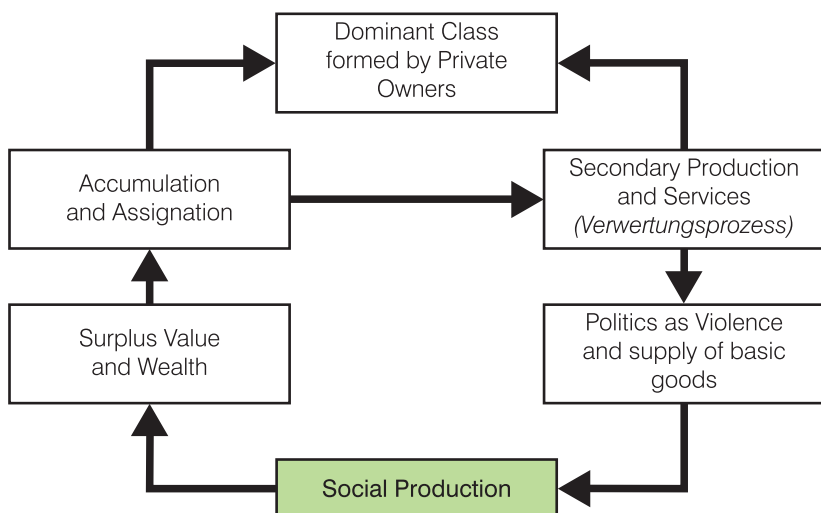 Dominant Class
formed by Private
Owners
Accumulation
and Assignation
Secondary Production
and Services
(Verwertungsprozess)
Surplus Value
and Wealth
Politics as Violence
and supply of basic
goods
Social Production